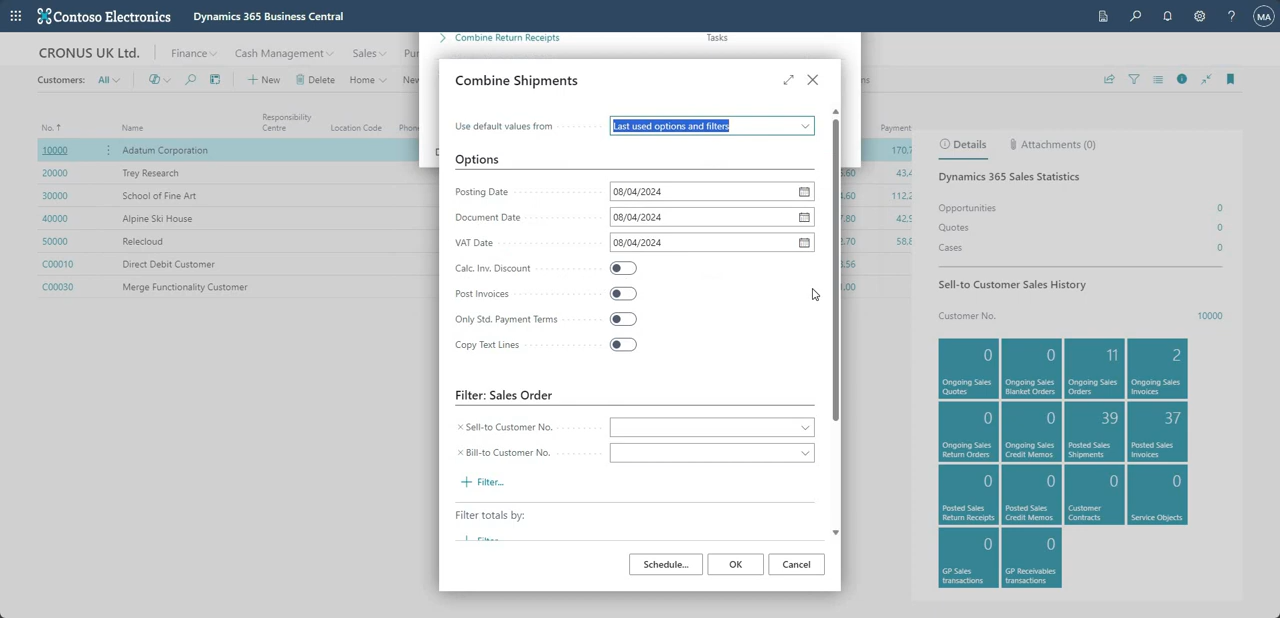 Contoso Electronics Dynamics 365 Business Central MA
CRONUS UK Ltd. Finance Cash Management Sales
Customers: All New Delete Home
Combine Return Receipts Tasks
Combine Shipments
Use default values from Last used options and filters
Options
Posting Date 08/04/2024
Document Date 08/04/2024
VAT Date 08/04/2024
Calc. Inv. Discount
Post Invoices
Only Std. Payment Terms
Copy Text Lines
Filter: Sales Order
Sell-to Customer No.
Bill-to Customer No.
Filter...
Filter totals by:
Schedule... OK Cancel
No. ↑ Name Responsibility Centre Location Code
10000 Adatum Corporation
20000 Trey Research
30000 School of Fine Art
40000 Alpine Ski House
50000 Relecloud
C00010 Direct Debit Customer
C00030 Merge Functionality Customer
Details Attachments (0)
Dynamics 365 Sales Statistics
Opportunities 0
Quotes 0
Cases 0
Sell-to Customer Sales History
Customer No. 10000
0 Ongoing Sales Quotes
0 Ongoing Sales Blanket Orders
11 Ongoing Sales Orders
2 Ongoing Sales Invoices
0 Ongoing Sales Return Orders
0 Ongoing Sales Credit Memos
39 Posted Sales Shipments
37 Posted Sales Invoices
0 Posted Sales Return Receipts
0 Posted Sales Credit Memos
0 Customer Contracts
0 Service Objects
0 GP Sales transactions
0 GP Receivables transactions